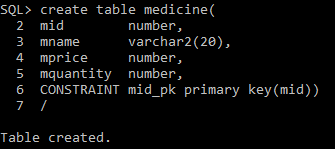 SQL> create table medicine(
  2  mid        number,
  3  mname      varchar2(20),
  4  mprice     number,
  5  mquantity  number,
  6  CONSTRAINT mid_pk primary key(mid))
  7  /
Table created.